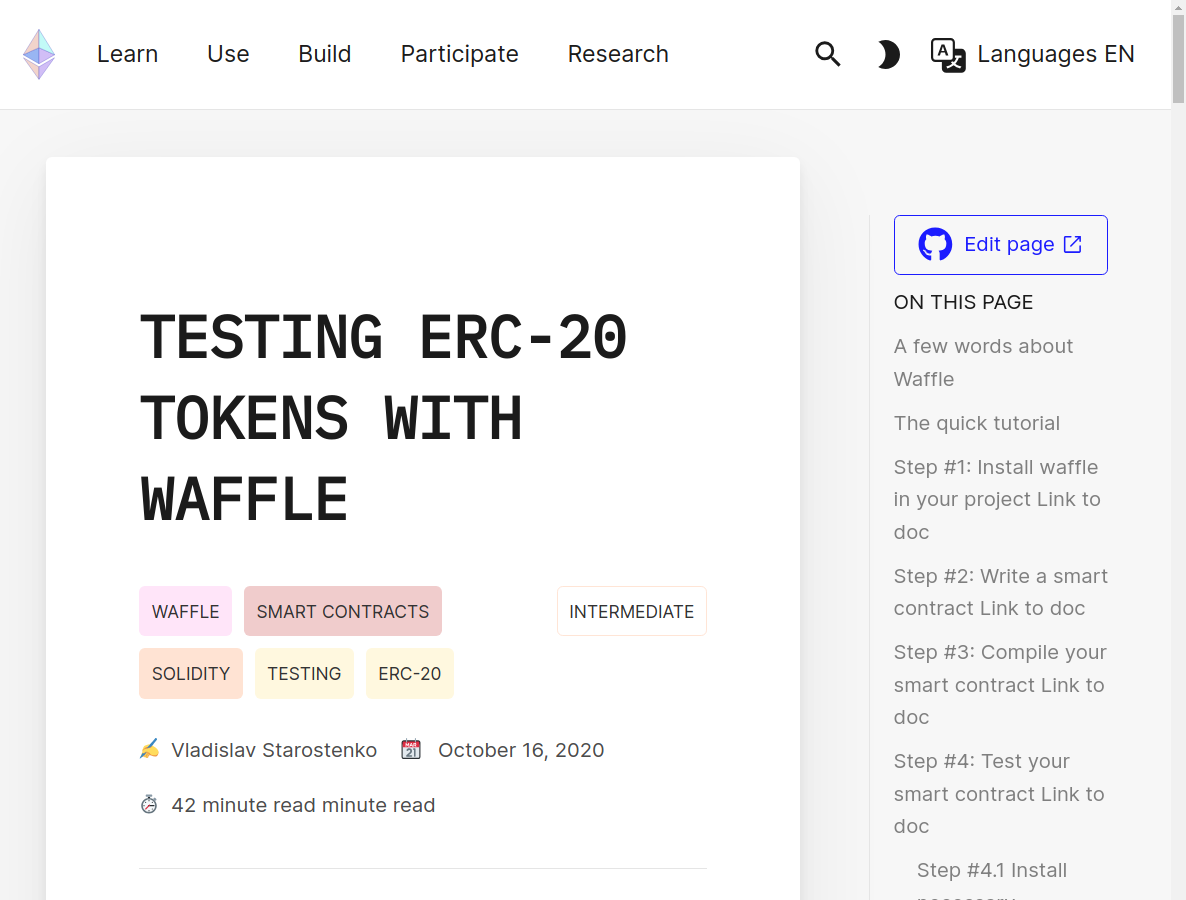 Learn Use Build Participate Research Languages EN
TESTING ERC-20
TOKENS WITH
WAFFLE
WAFFLE SMART CONTRACTS INTERMEDIATE
SOLIDITY TESTING ERC-20
Vladislav Starostenko October 16, 2020
42 minute read minute read
Edit page
ON THIS PAGE
A few words about
Waffle
The quick tutorial
Step #1: Install waffle
in your project Link to
doc
Step #2: Write a smart
contract Link to doc
Step #3: Compile your
smart contract Link to
doc
Step #4: Test your
smart contract Link to
doc
Step #4.1 Install